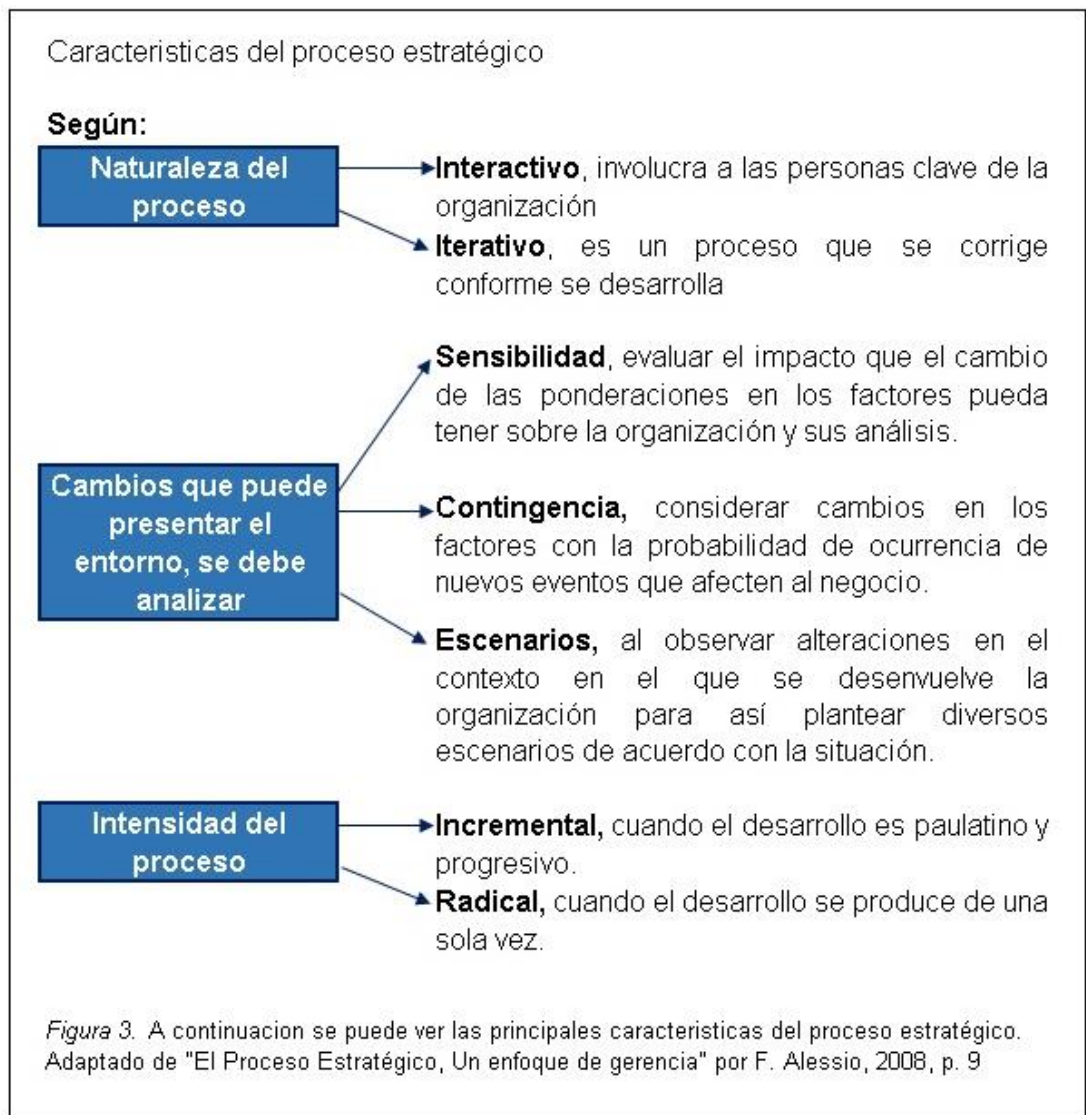 Caracteristicas del proceso estratégico
Según:
Naturaleza del
proceso
Interactivo, involucra a las personas clave de la
organización
Iterativo, es un proceso que se corrige
conforme se desarrolla
Cambios que puede
presentar el
entorno, se debe
analizar
Sensibilidad, evaluar el impacto que el cambio
de las ponderaciones en los factores pueda
tener sobre la organización y sus análisis.
Contingencia, considerar cambios en los
factores con la probabilidad de ocurrencia de
nuevos eventos que afecten al negocio.
Escenarios, al observar alteraciones en el
contexto en el que se desenvuelve la
organización para así plantear diversos
escenarios de acuerdo con la situación.
Intensidad del
proceso
Incremental, cuando el desarrollo es paulatino y
progresivo.
Radical, cuando el desarrollo se produce de una
sola vez.
Figura 3. A continuacion se puede ver las principales caracteristicas del proceso estratégico.
Adaptado de "El Proceso Estratégico, Un enfoque de gerencia" por F. Alessio, 2008, p. 9